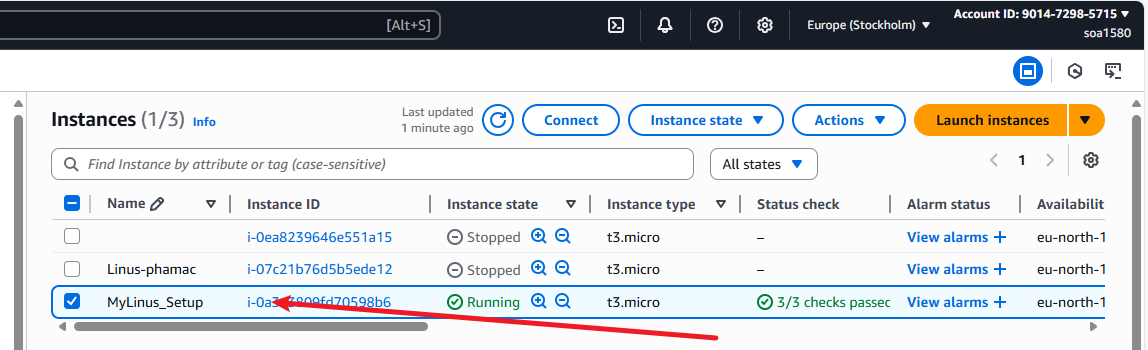 [Alt+S]
Europe (Stockholm)
Account ID: 9014-7298-5715
soa1580
Instances (1/3) Info
Last updated
1 minute ago
Connect
Instance state
Actions
Launch instances
Find Instance by attribute or tag (case-sensitive)
All states
1
Name Instance ID Instance state Instance type Status check Alarm status Availabilit
i-0ea8239646e551a15 Stopped t3.micro – View alarms + eu-north-1
Linus-phamac i-07c21b76d5b5ede12 Stopped t3.micro – View alarms + eu-north-1
MyLinus_Setup Running t3.micro 3/3 checks passec View alarms + eu-north-1